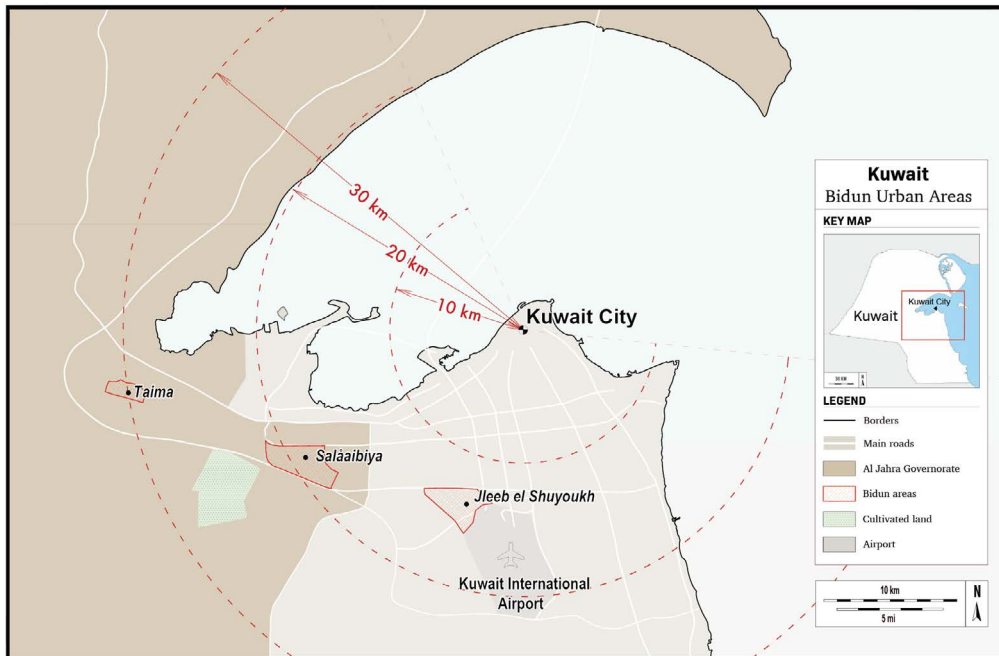 30 km
20 km
10 km
Kuwait City
Taima
Salàaibiya
Jleeb el Shuyoukh
Kuwait International
Airport
Kuwait
Bidun Urban Areas
KEY MAP
Kuwait City
Kuwait
N
LEGEND
Borders
Main roads
Al Jahra Governorate
Bidun areas
Cultivated land
Airport
10 km
5 mi
N